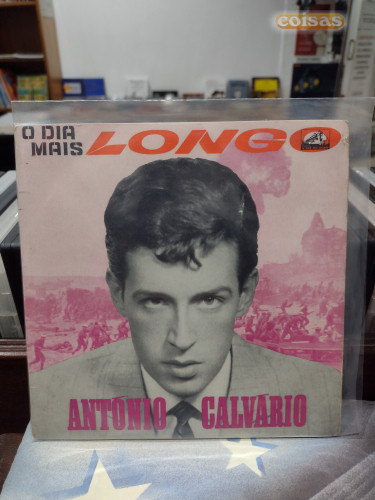 coisas
O DIA
MAIS
LONGO
ANTÓNIO CALVÁRIO